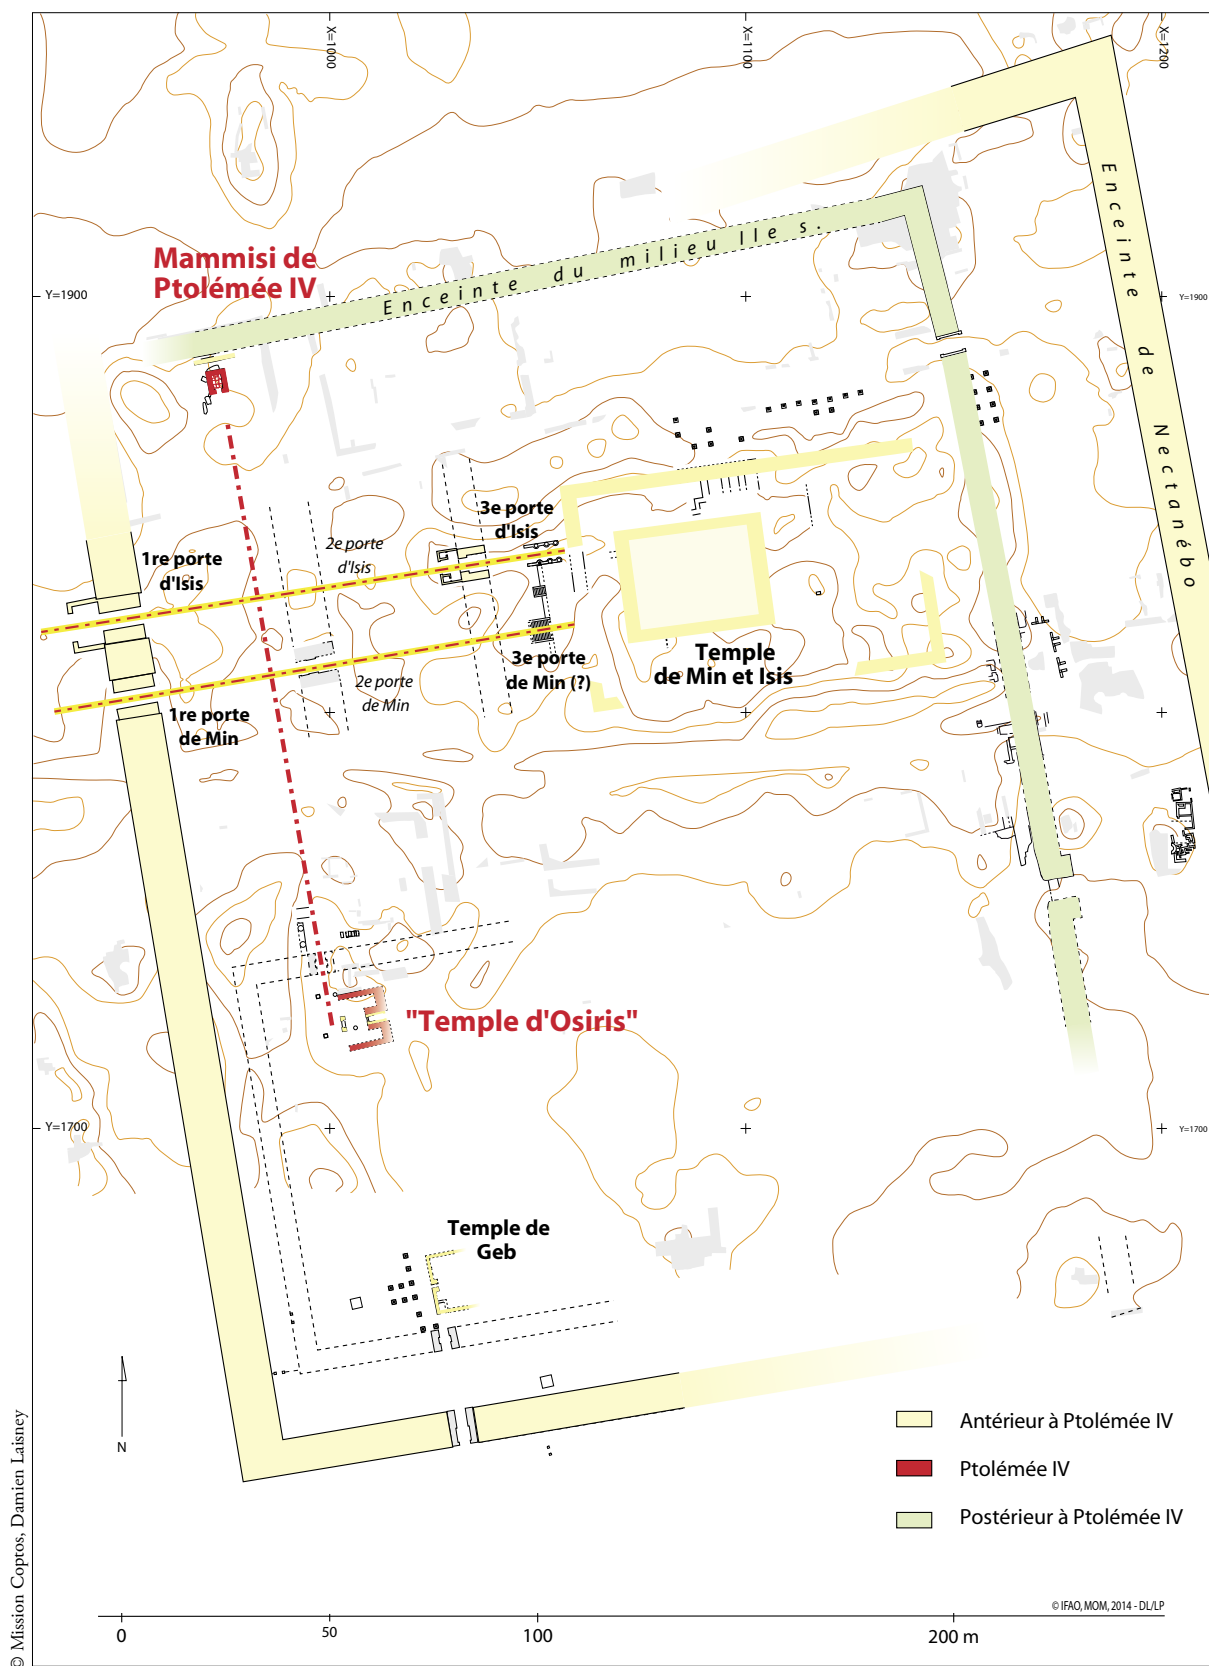 X=1000
X=1100
X=1200
Enceinte de Nectanébo
Enceinte du milieu IIe s.
Mammisi de
Ptolémée IV
Y=1900
Y=1900
3e porte
d'Isis
2e porte
d'Isis
1re porte
d'Isis
Temple
de Min et Isis
3e porte
de Min (?)
2e porte
de Min
1re porte
de Min
"Temple d'Osiris"
Y=1700
Y=1700
Temple de
Geb
N
Antérieur à Ptolémée IV
Ptolémée IV
Postérieur à Ptolémée IV
© Mission Coptos, Damien Laisney
© IFAO, MOM, 2014 - DL/LP
0 50 100 200 m